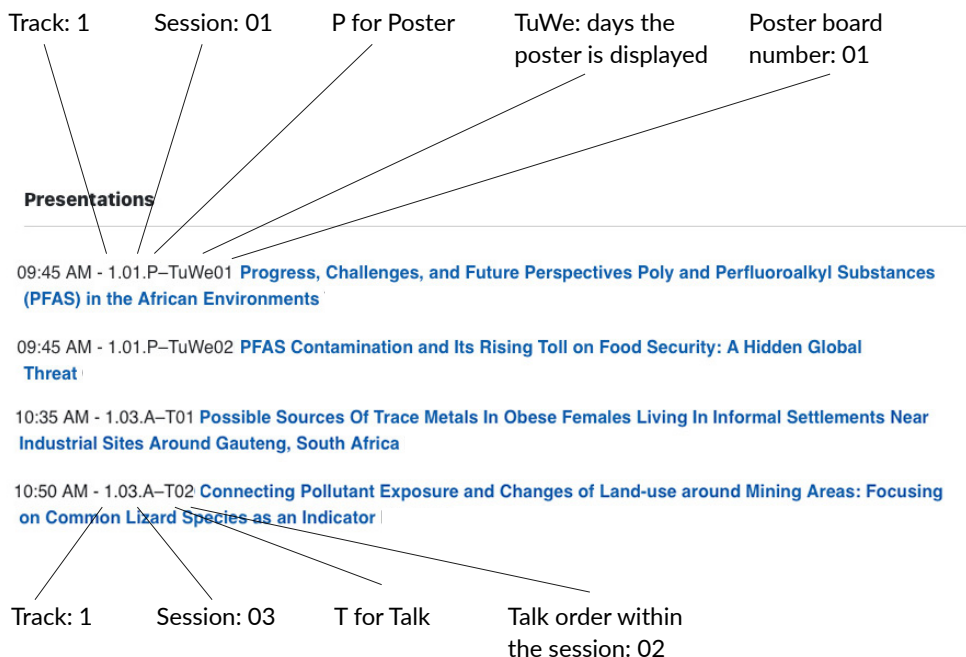 Track: 1 Session: 01 P for Poster TuWe: days the Poster board
poster is displayed number: 01
Presentations
09:45 AM - 1.01.P–TuWe01 Progress, Challenges, and Future Perspectives Poly and Perfluoroalkyl Substances
(PFAS) in the African Environments
09:45 AM - 1.01.P–TuWe02 PFAS Contamination and Its Rising Toll on Food Security: A Hidden Global
Threat
10:35 AM - 1.03.A–T01 Possible Sources Of Trace Metals In Obese Females Living In Informal Settlements Near
Industrial Sites Around Gauteng, South Africa
10:50 AM - 1.03.A–T02 Connecting Pollutant Exposure and Changes of Land-use around Mining Areas: Focusing
on Common Lizard Species as an Indicator
Track: 1 Session: 03 T for Talk Talk order within
the session: 02